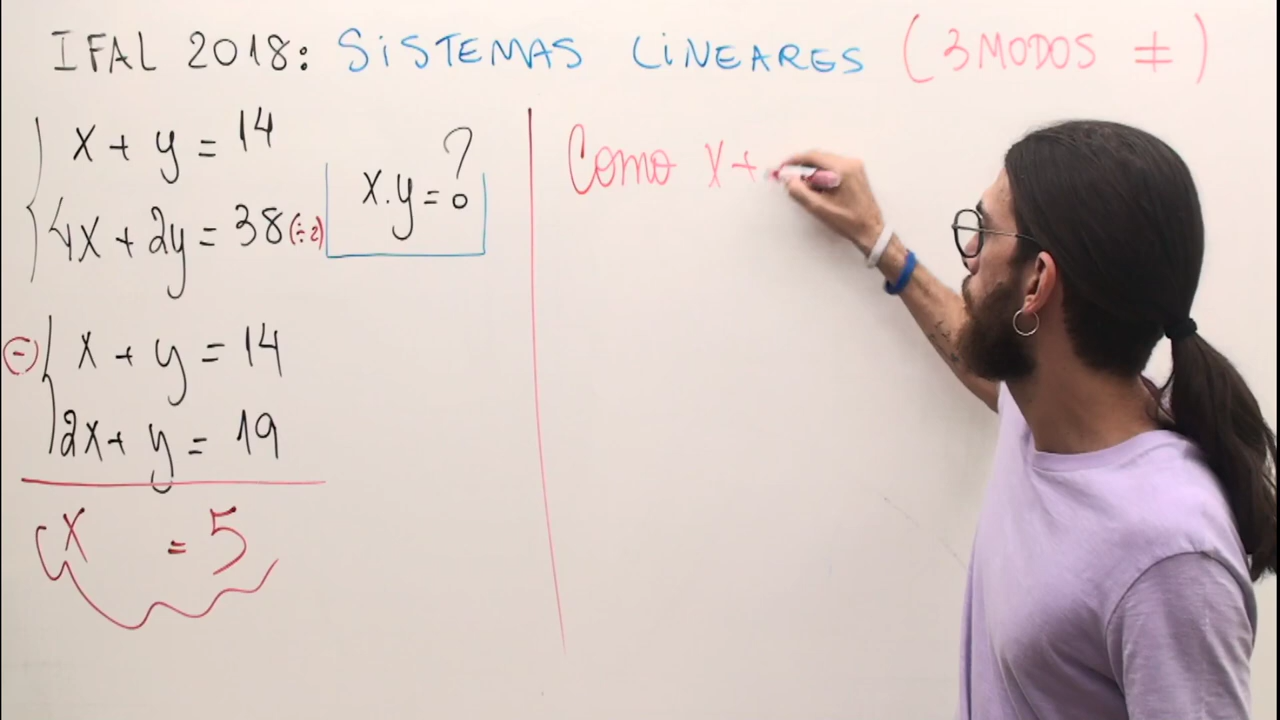 IFAL 2018: SISTEMAS LINEARES (3 MODOS ≠)
x + y = 14
4x + 2y = 38 (÷2)
x.y = ?
(-) x + y = 14
2x + y = 19
x = 5
Como x +